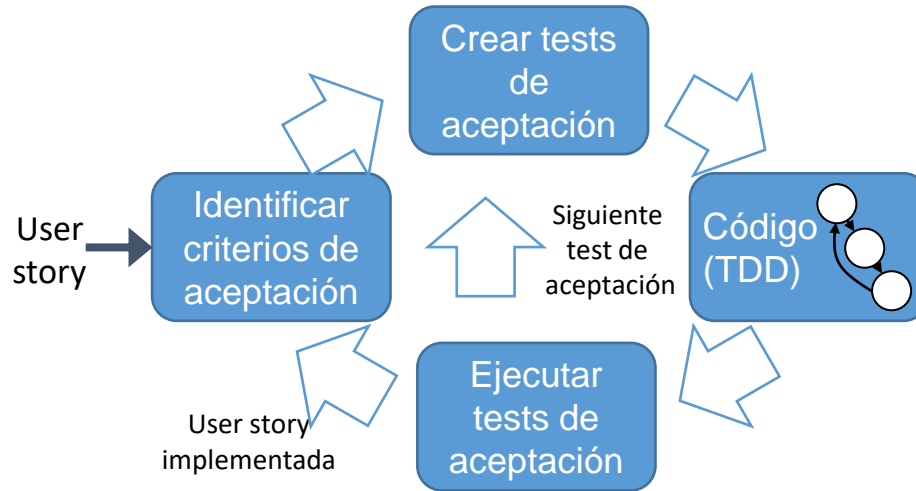 Crear tests
de
aceptación
User
story
Identificar
criterios de
aceptación
Siguiente
test de
aceptación
Código
(TDD)
Ejecutar
tests de
aceptación
User story
implementada